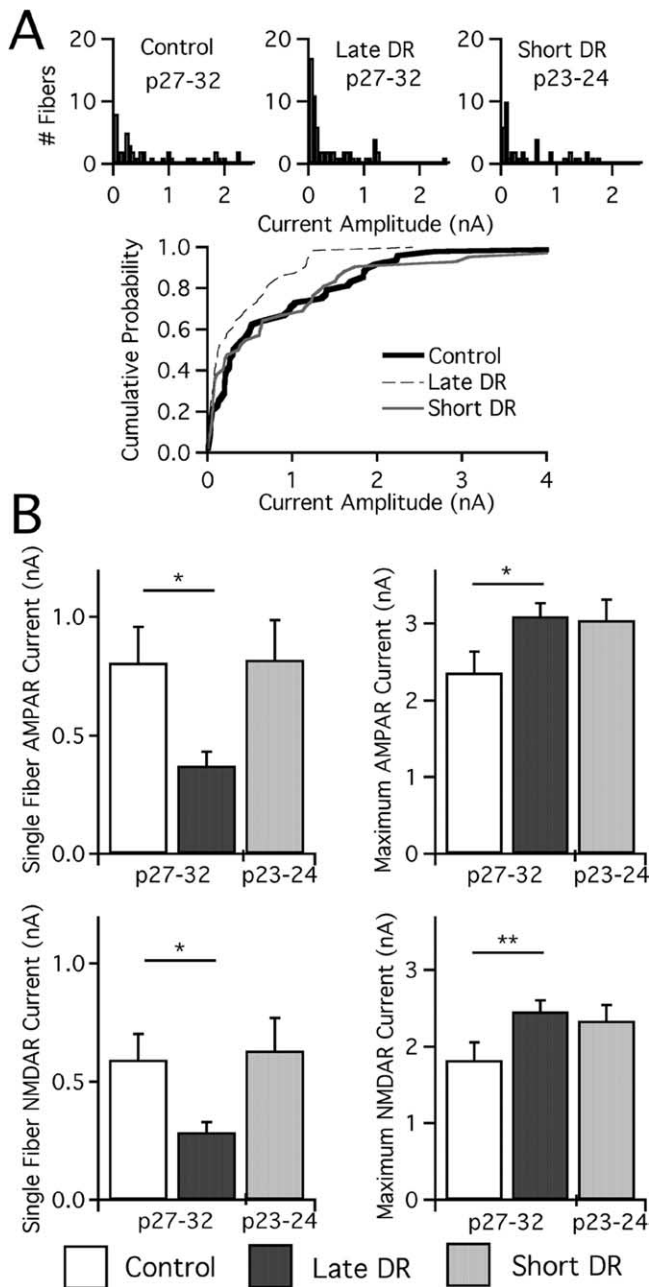 A
# Fibers
20
10
0
Control
p27-32
0 1 2
20
10
0
Late DR
p27-32
0 1 2
20
10
0
Short DR
p23-24
0 1 2
Current Amplitude (nA)
Cumulative Probability
1.0
0.8
0.6
0.4
0.2
0.0
Control
Late DR
Short DR
0 1 2 3 4
Current Amplitude (nA)
B
Single Fiber AMPAR Current (nA)
1.0
0.5
0.0
*
p27-32 p23-24
Maximum AMPAR Current (nA)
3
2
1
0
*
p27-32 p23-24
Single Fiber NMDAR Current (nA)
1.0
0.5
0.0
*
p27-32 p23-24
Maximum NMDAR Current (nA)
3
2
1
0
**
p27-32 p23-24
Control Late DR Short DR